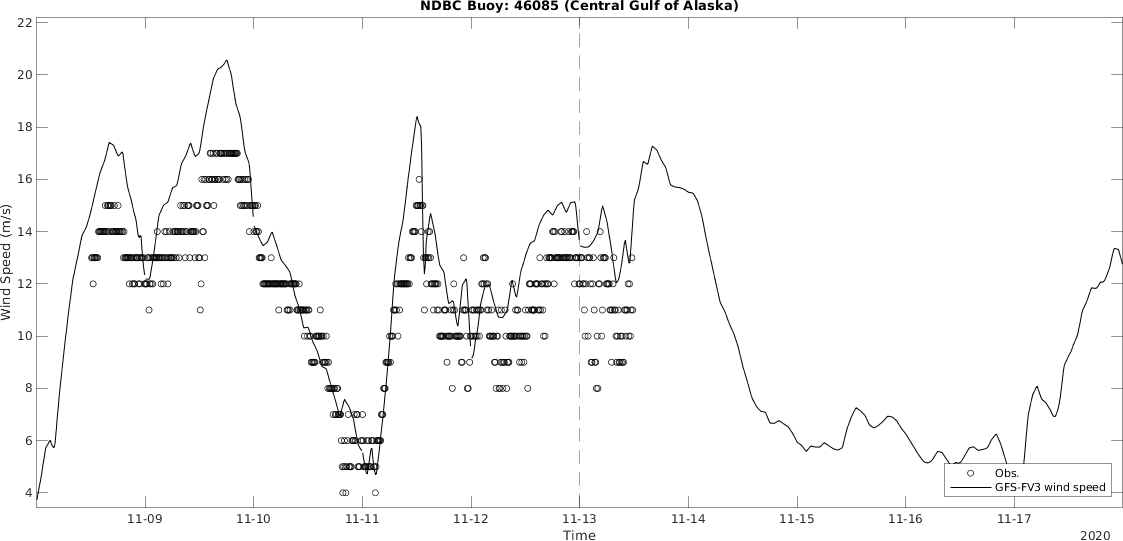 NDBC Buoy: 46085 (Central Gulf of Alaska)
22
20
18
16
14
12
10
8
6
4
Wind Speed (m/s)
Obs.
GFS-FV3 wind speed
11-09 11-10 11-11 11-12 11-13 11-14 11-15 11-16 11-17
Time
2020